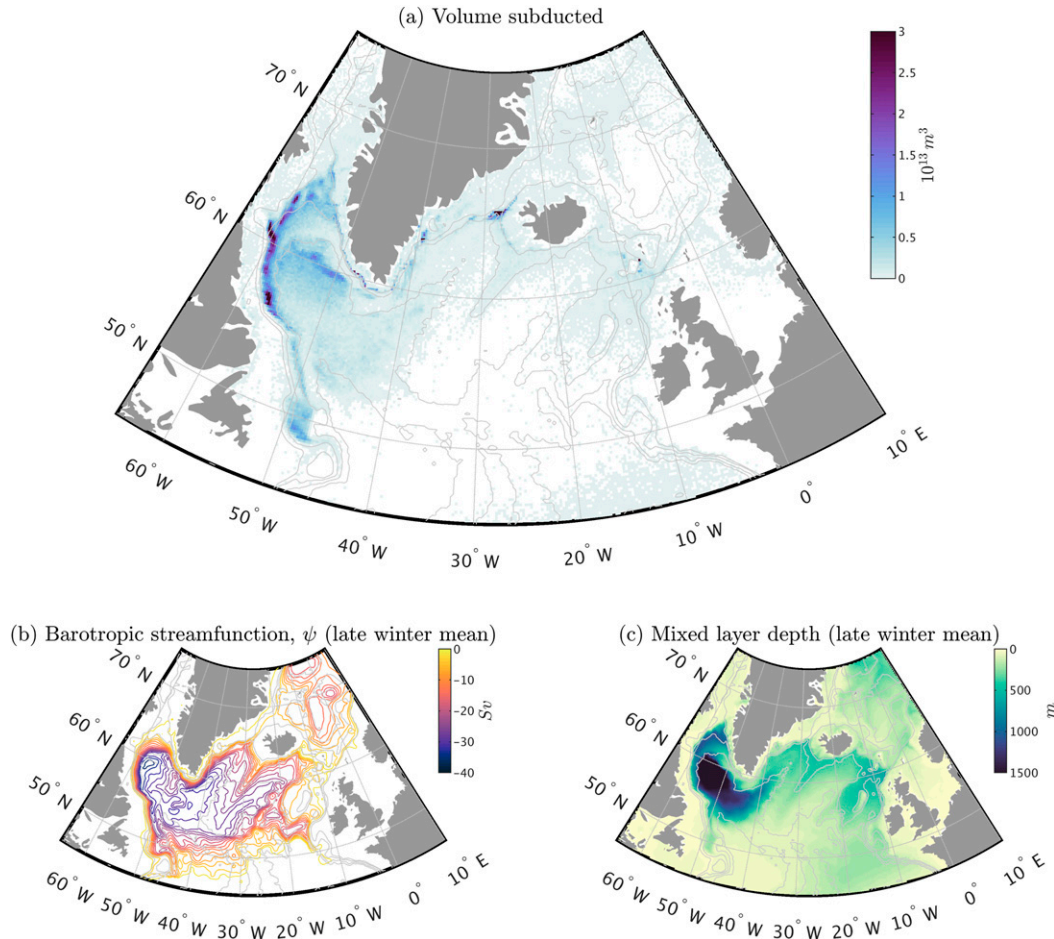 (a) Volume subducted
70° N
60° N
50° N
60° W
50° W
40° W
30° W
20° W
10° W
0°
10° E
3
2.5
2
1.5
1
0.5
0
10¹³ m³
(b) Barotropic streamfunction, ψ (late winter mean)
70° N
60° N
50° N
60° W
50° W
40° W
30° W
20° W
10° W
0°
10° E
0
−10
−20
−30
−40
Sv
(c) Mixed layer depth (late winter mean)
70° N
60° N
50° N
60° W
50° W
40° W
30° W
20° W
10° W
0°
10° E
0
500
1000
1500
m